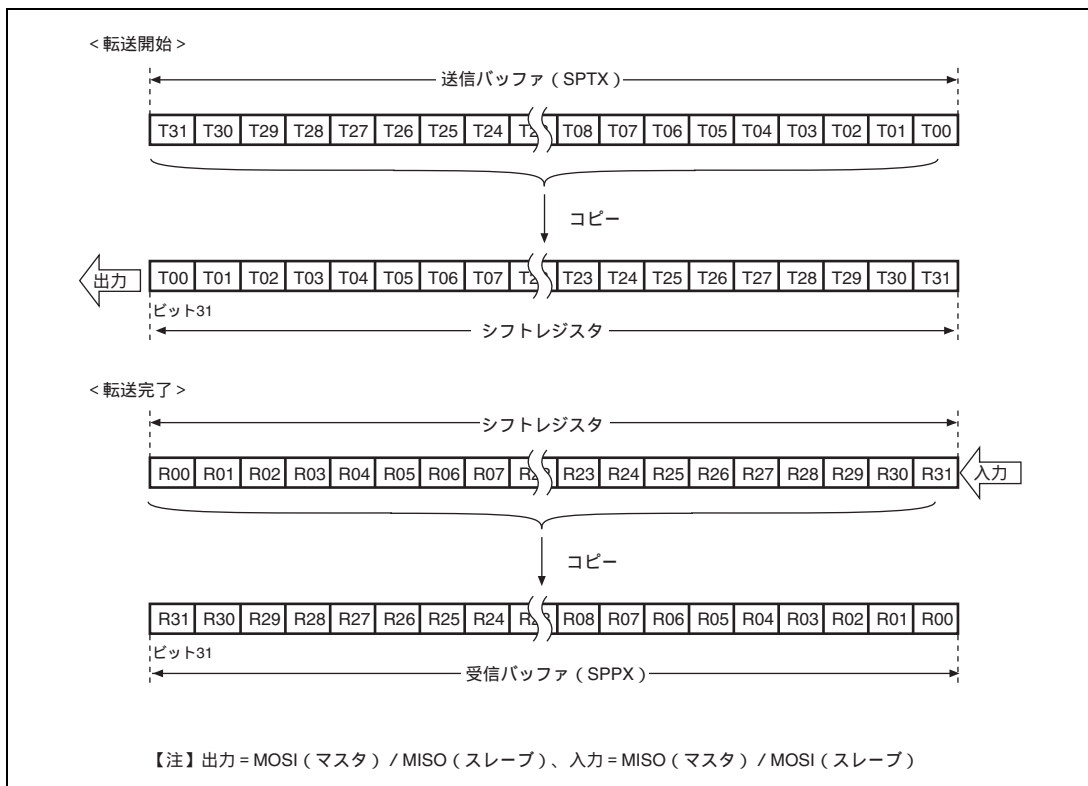 <転送開始>
送信バッファ（SPTX）
T31 T30 T29 T28 T27 T26 T25 T24 T08 T07 T06 T05 T04 T03 T02 T01 T00
コピー
出力 T00 T01 T02 T03 T04 T05 T06 T07 T23 T24 T25 T26 T27 T28 T29 T30 T31
ビット31
シフトレジスタ
<転送完了>
シフトレジスタ
R00 R01 R02 R03 R04 R05 R06 R07 R23 R24 R25 R26 R27 R28 R29 R30 R31 入力
コピー
R31 R30 R29 R28 R27 R26 R25 R24 R08 R07 R06 R05 R04 R03 R02 R01 R00
ビット31
受信バッファ（SPPX）
【注】出力 = MOSI（マスタ）/ MISO（スレーブ）、入力 = MISO（マスタ）/ MOSI（スレーブ）